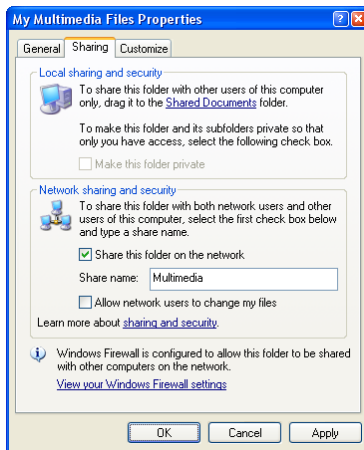 My Multimedia Files Properties
General Sharing Customize
Local sharing and security
To share this folder with other users of this computer
only, drag it to the Shared Documents folder.
To make this folder and its subfolders private so that
only you have access, select the following check box.
Make this folder private
Network sharing and security
To share this folder with both network users and other
users of this computer, select the first check box below
and type a share name.
Share this folder on the network
Share name: Multimedia
Allow network users to change my files
Learn more about sharing and security.
Windows Firewall is configured to allow this folder to be shared
with other computers on the network.
View your Windows Firewall settings
OK Cancel Apply